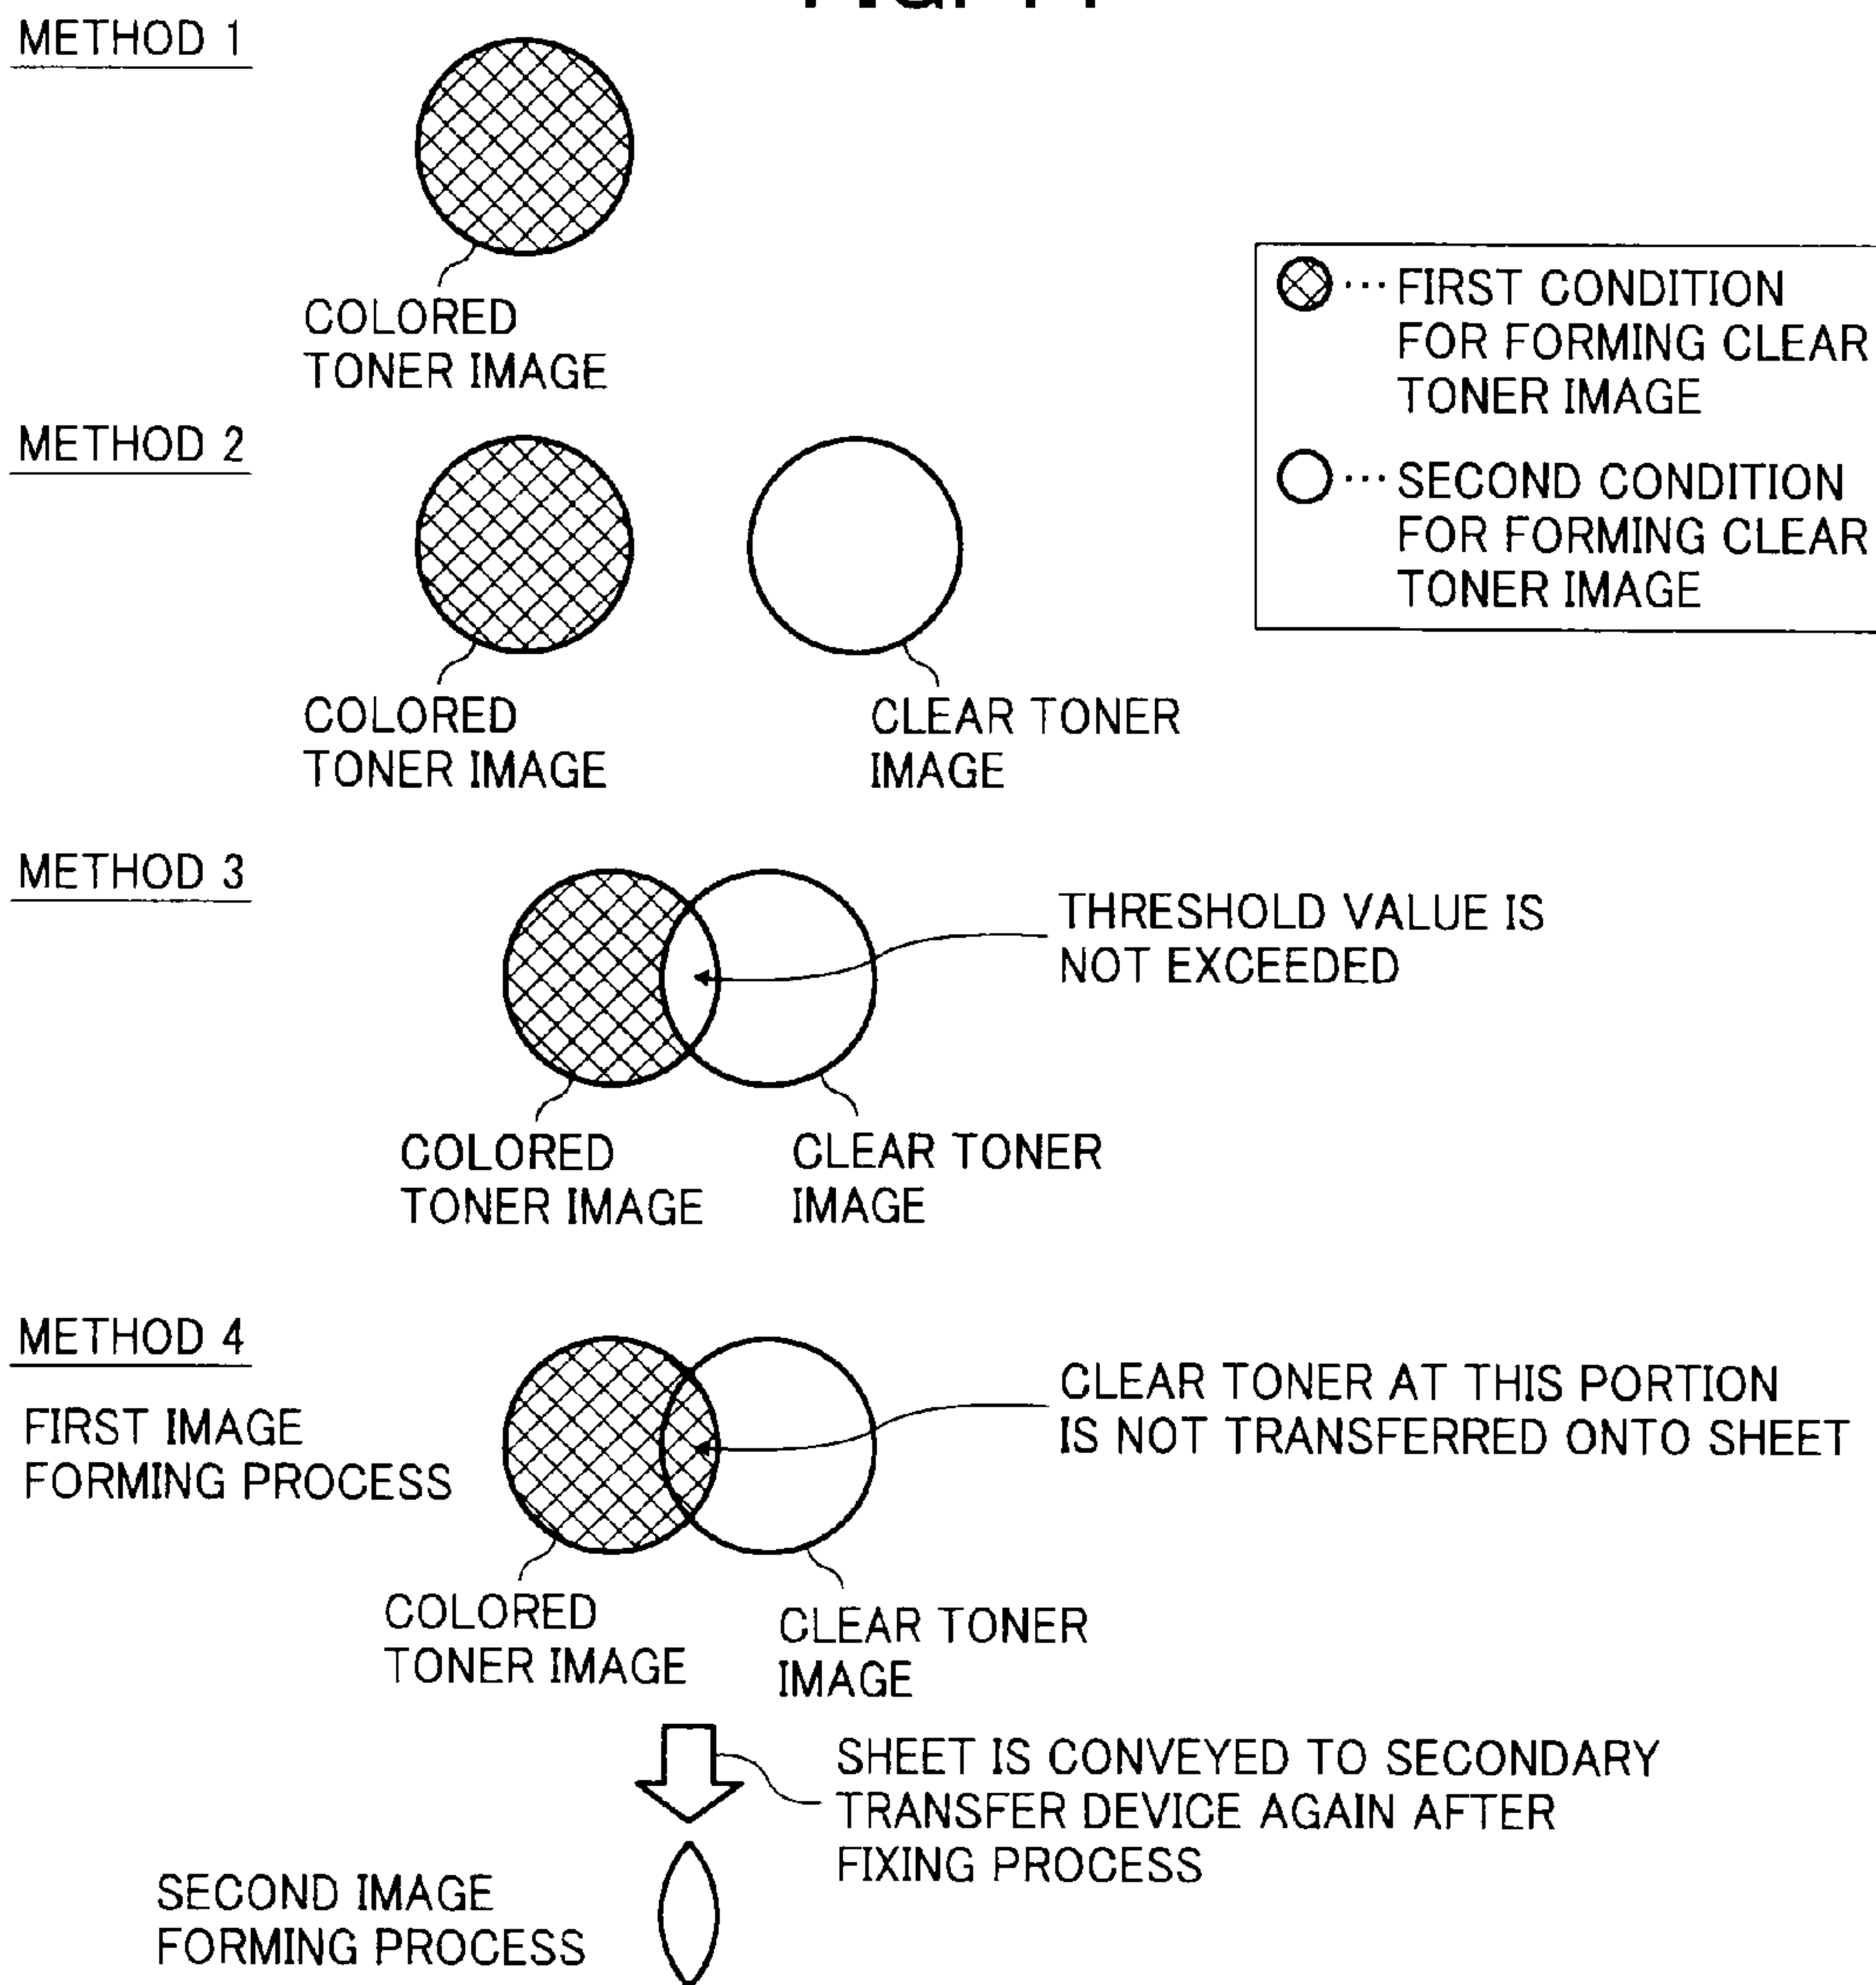 METHOD 1
COLORED
TONER IMAGE
··· FIRST CONDITION
FOR FORMING CLEAR
TONER IMAGE
··· SECOND CONDITION
FOR FORMING CLEAR
TONER IMAGE
METHOD 2
COLORED
TONER IMAGE
CLEAR TONER
IMAGE
METHOD 3
THRESHOLD VALUE IS
NOT EXCEEDED
COLORED
TONER IMAGE
CLEAR TONER
IMAGE
METHOD 4
FIRST IMAGE
FORMING PROCESS
CLEAR TONER AT THIS PORTION
IS NOT TRANSFERRED ONTO SHEET
COLORED
TONER IMAGE
CLEAR TONER
IMAGE
SHEET IS CONVEYED TO SECONDARY
TRANSFER DEVICE AGAIN AFTER
FIXING PROCESS
SECOND IMAGE
FORMING PROCESS